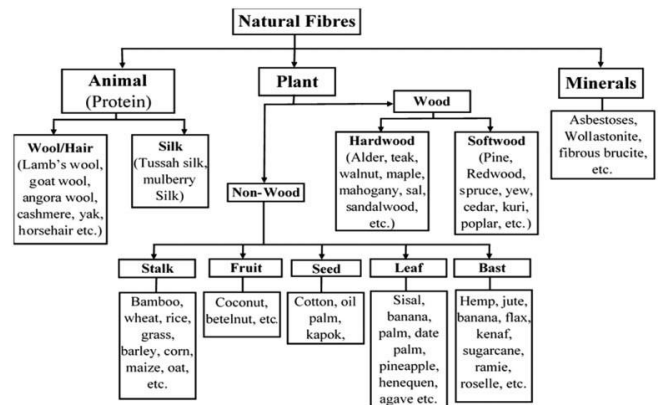 Natural Fibres
Animal
(Protein)
Plant
Minerals
Asbestoses,
Wollastonite,
fibrous brucite,
etc.
Wood
Wool/Hair
(Lamb's wool,
goat wool,
angora wool,
cashmere, yak,
horsehair etc.)
Silk
(Tussah silk,
mulberry
Silk)
Non-Wood
Hardwood
(Alder, teak,
walnut, maple,
mahogany, sal,
sandalwood,
etc.)
Softwood
(Pine,
Redwood,
spruce, yew,
cedar, kuri,
poplar, etc.)
Stalk
Bamboo,
wheat, rice,
grass,
barley, corn,
maize, oat,
etc.
Fruit
Coconut,
betelnut, etc.
Seed
Cotton, oil
palm,
kapok,
Leaf
Sisal,
banana,
palm, date
palm,
pineapple,
henequen,
agave etc.
Bast
Hemp, jute,
banana, flax,
kenaf,
sugarcane,
ramie,
roselle, etc.